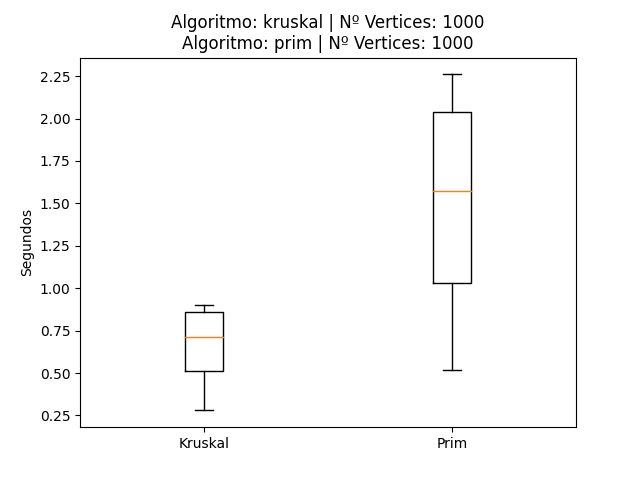 Algoritmo: kruskal | Nº Vertices: 1000
Algoritmo: prim | Nº Vertices: 1000
Segundos
2.25
2.00
1.75
1.50
1.25
1.00
0.75
0.50
0.25
Kruskal
Prim